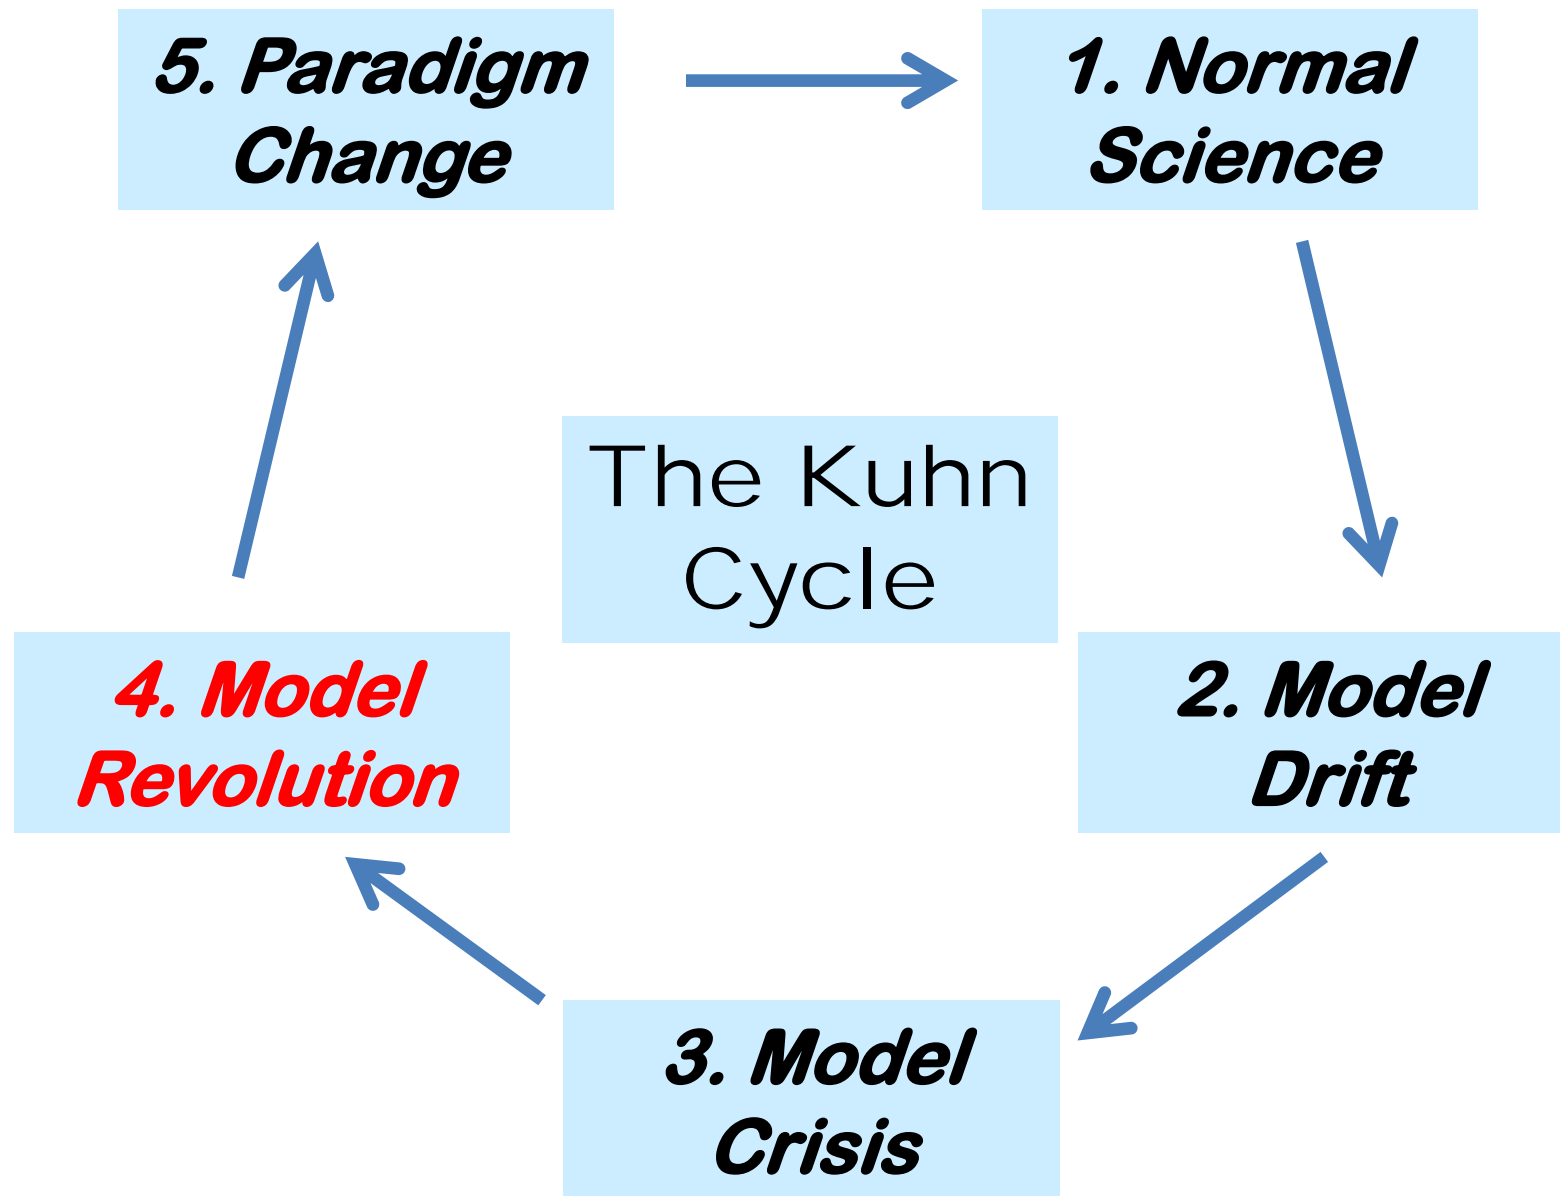 5. Paradigm
Change
1. Normal
Science
The Kuhn
Cycle
4. Model
Revolution
2. Model
Drift
3. Model
Crisis